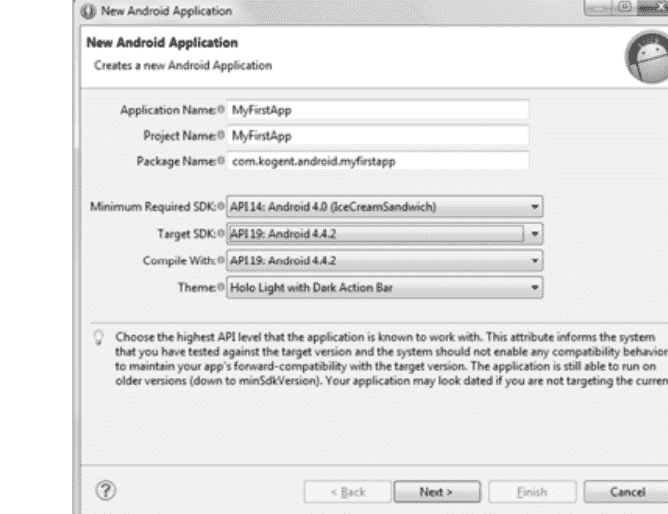 New Android Application
New Android Application
Creates a new Android Application
Application Name: MyFirstApp
Project Name: MyFirstApp
Package Name: com.kogent.android.myfirstapp
Minimum Required SDK: API 14: Android 4.0 (IceCreamSandwich)
Target SDK: API 19: Android 4.4.2
Compile With: API 19: Android 4.4.2
Theme: Holo Light with Dark Action Bar
Choose the highest API level that the application is known to work with. This attribute informs the system
that you have tested against the target version and the system should not enable any compatibility behavior
to maintain your app's forward-compatibility with the target version. The application is still able to run on
older versions (down to minSdkVersion). Your application may look dated if you are not targeting the curren
< Back Next > Finish Cancel